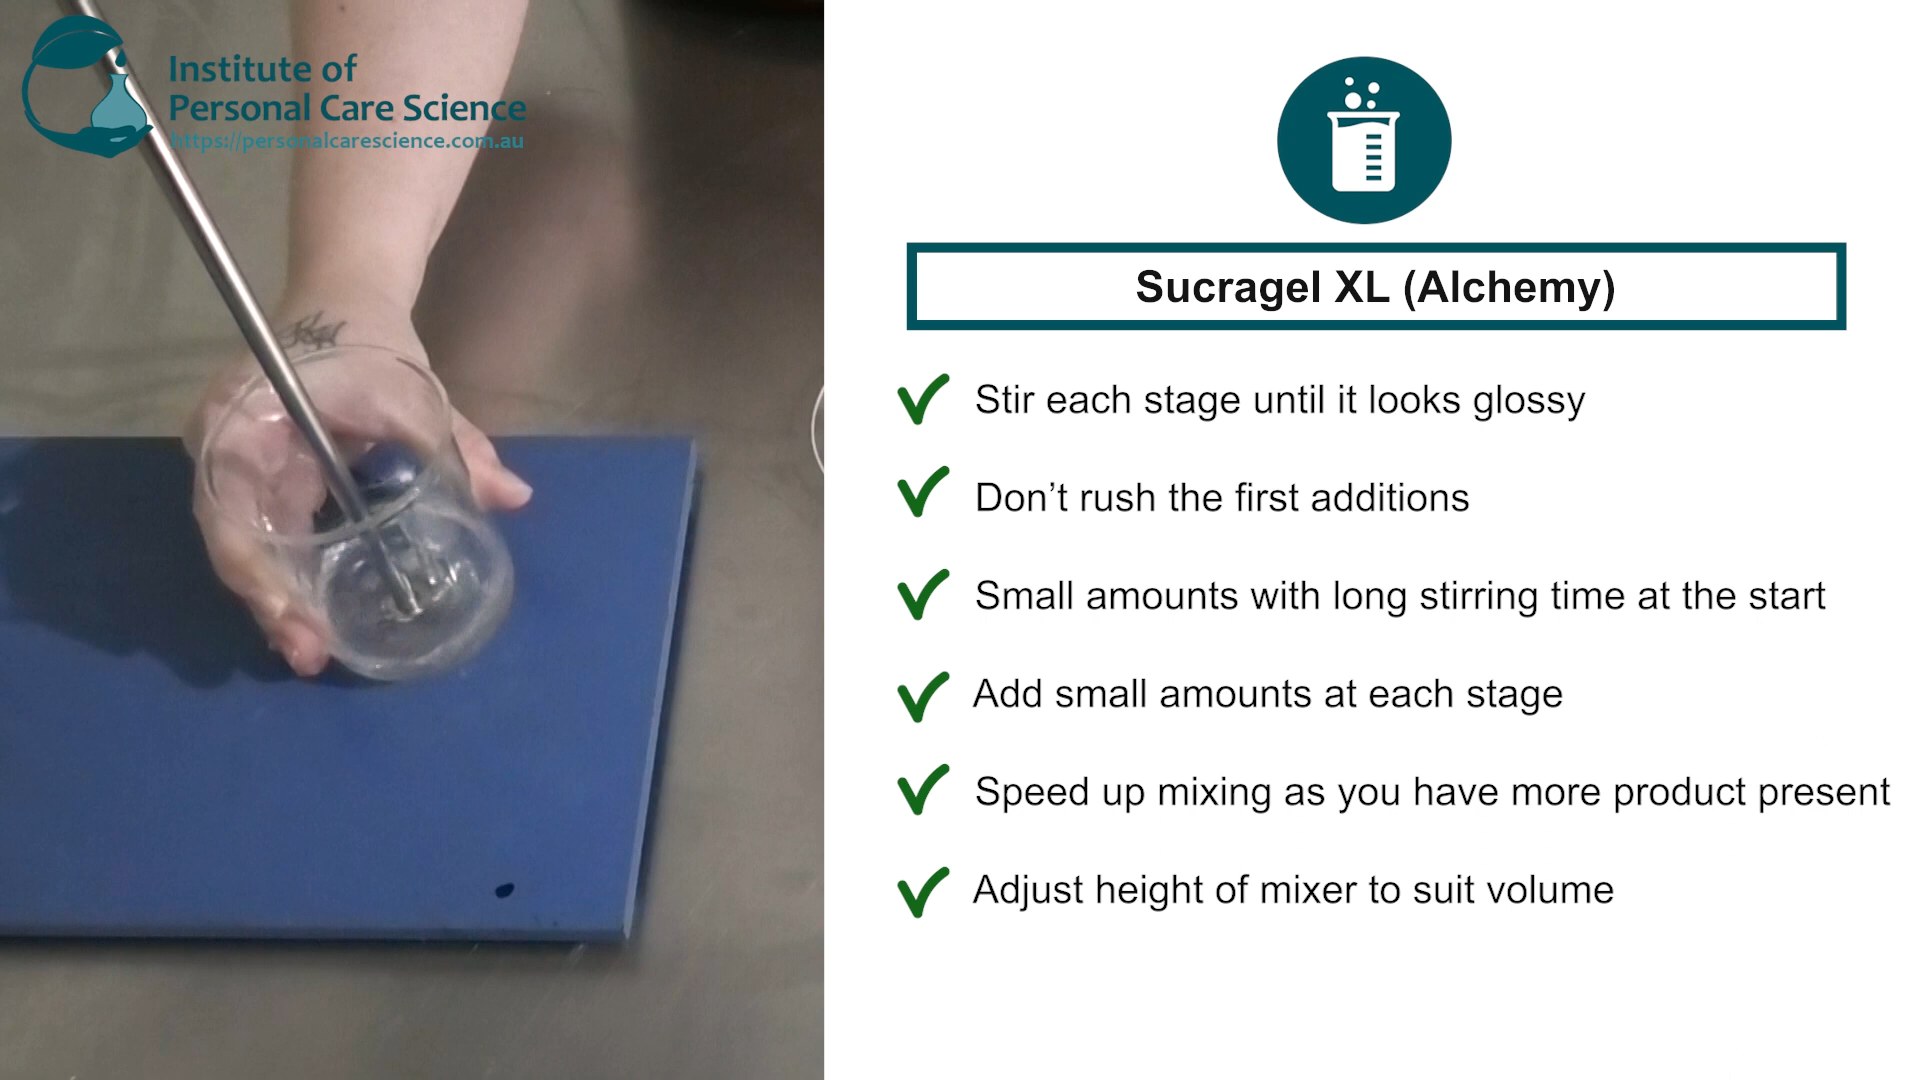 Institute of
Personal Care Science
https://personalcarescience.com.au
Sucragel XL (Alchemy)
Stir each stage until it looks glossy
Don’t rush the first additions
Small amounts with long stirring time at the start
Add small amounts at each stage
Speed up mixing as you have more product present
Adjust height of mixer to suit volume